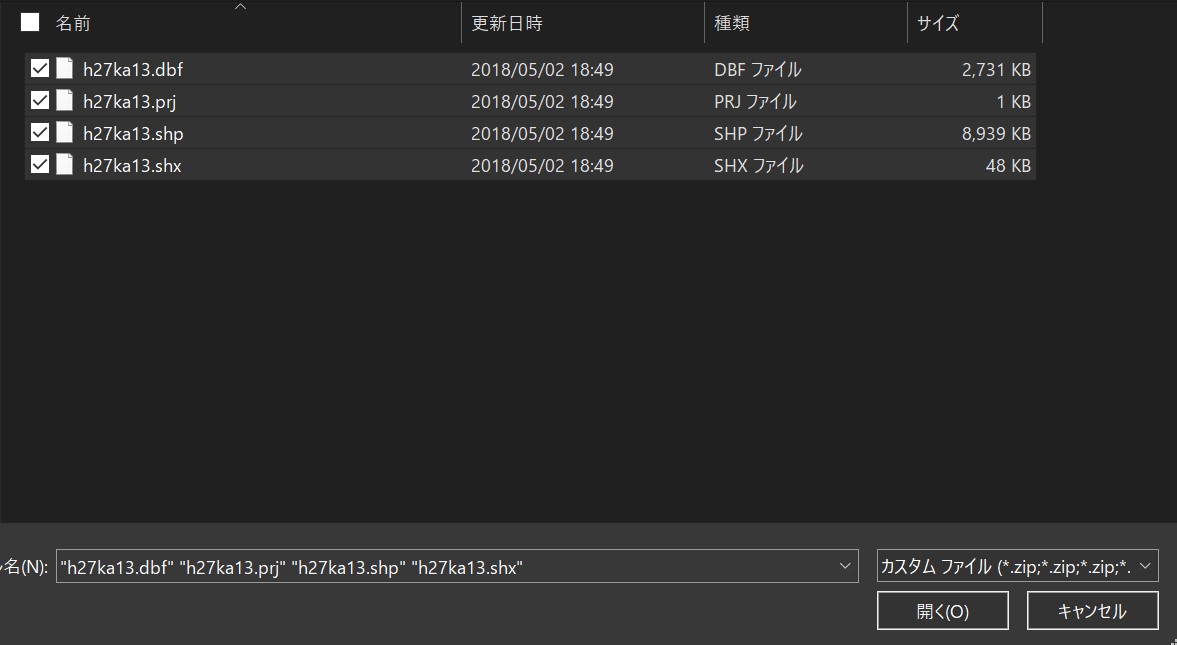 名前 更新日時 種類 サイズ
h27ka13.dbf 2018/05/02 18:49 DBF ファイル 2,731 KB
h27ka13.prj 2018/05/02 18:49 PRJ ファイル 1 KB
h27ka13.shp 2018/05/02 18:49 SHP ファイル 8,939 KB
h27ka13.shx 2018/05/02 18:49 SHX ファイル 48 KB
ル名(N): "h27ka13.dbf" "h27ka13.prj" "h27ka13.shp" "h27ka13.shx" カスタム ファイル (*.zip;*.zip;*.zip;*.
開く(O) キャンセル